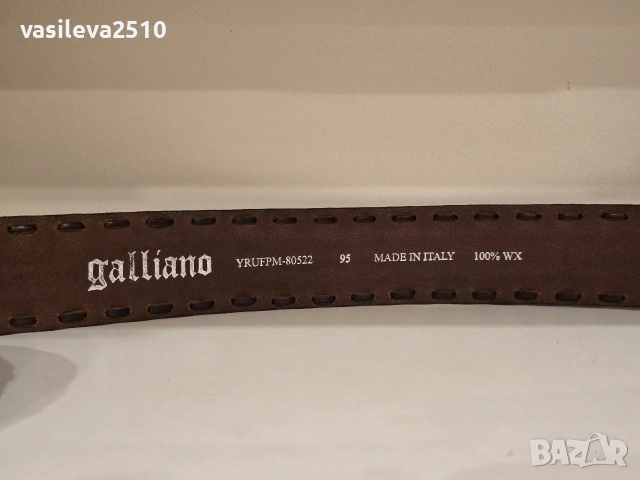 vasileva2510
galliano YRUFPM-80522 95 MADE IN ITALY 100% WX
BAZAR